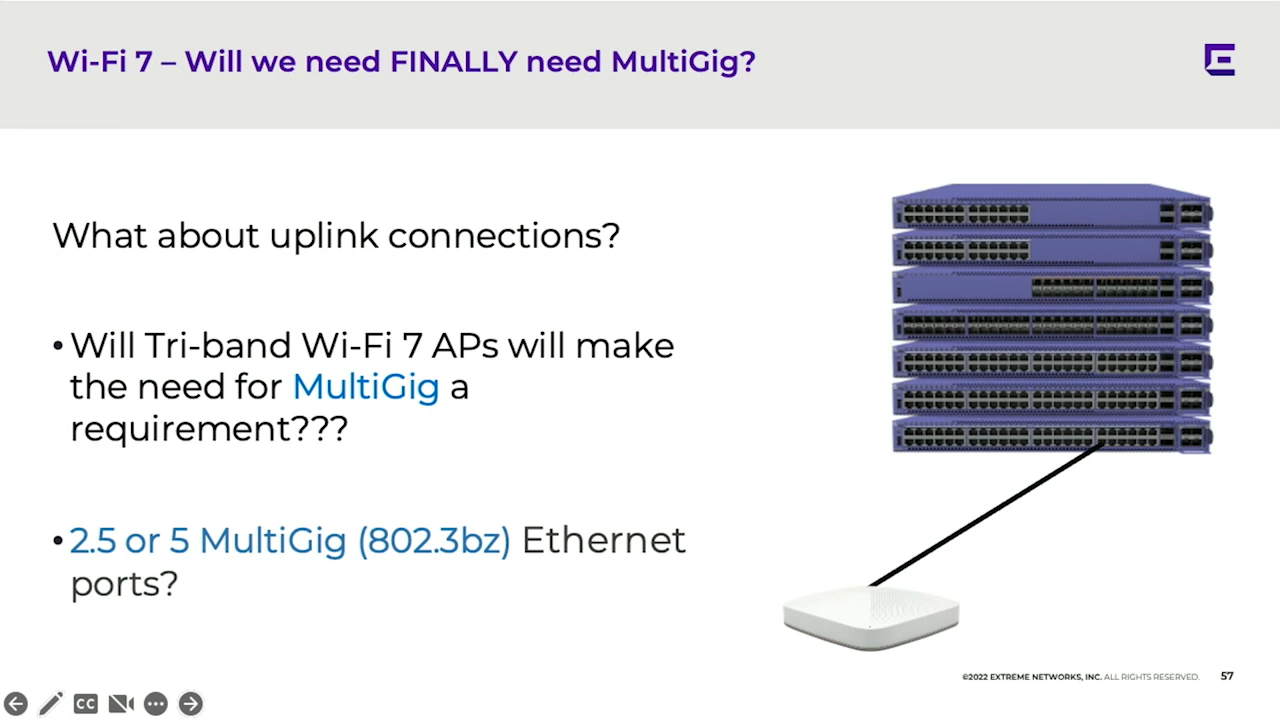 Wi-Fi 7 – Will we need FINALLY need MultiGig?
What about uplink connections?
• Will Tri-band Wi-Fi 7 APs will make
the need for MultiGig a
requirement???
• 2.5 or 5 MultiGig (802.3bz) Ethernet
ports?
©2022 EXTREME NETWORKS, INC. ALL RIGHTS RESERVED. 57
CC